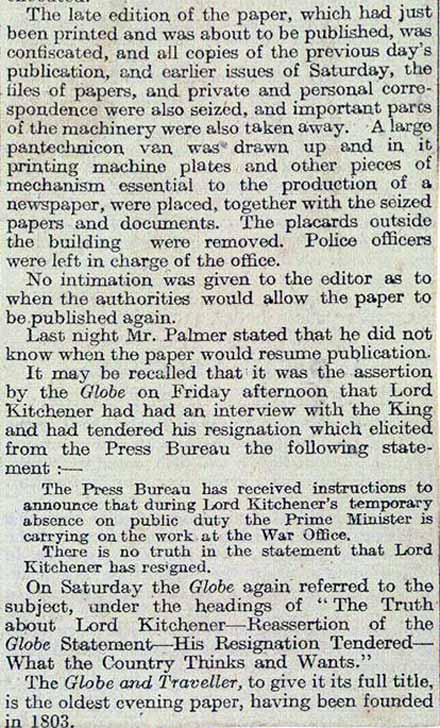 The late edition of the paper, which had just
been printed and was about to be published, was
confiscated, and all copies of the previous day's
publication, and earlier issues of Saturday, the
files of papers, and private and personal corre-
spondence were also seized, and important parts
of the machinery were also taken away. A large
pantechnicon van was drawn up and in it
printing machine plates and other pieces of
mechanism essential to the production of a
newspaper, were placed, together with the seized
papers and documents. The placards outside
the building were removed. Police officers
were left in charge of the office.
No intimation was given to the editor as to
when the authorities would allow the paper to
be published again.
Last night Mr. Palmer stated that he did not
know when the paper would resume publication.
It may be recalled that it was the assertion
by the Globe on Friday afternoon that Lord
Kitchener had had an interview with the King
and had tendered his resignation which elicited
from the Press Bureau the following state-
ment :—
The Press Bureau has received instructions to
announce that during Lord Kitchener's temporary
absence on public duty the Prime Minister is
carrying on the work at the War Office.
There is no truth in the statement that Lord
Kitchener has resigned.
On Saturday the Globe again referred to the
subject, under the headings of "The Truth
about Lord Kitchener—Reassertion of the
Globe Statement—His Resignation Tendered—
What the Country Thinks and Wants."
The Globe and Traveller, to give it its full title,
is the oldest evening paper, having been founded
in 1803.